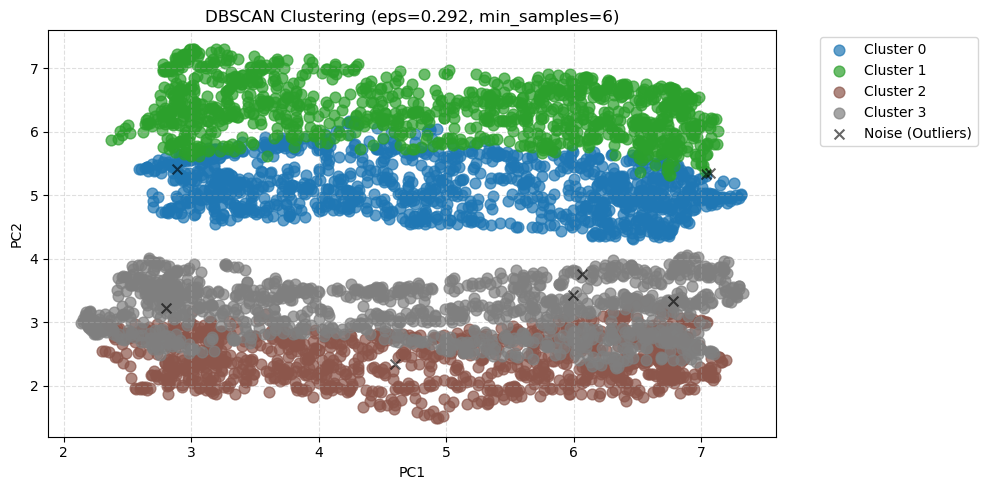 DBSCAN Clustering (eps=0.292, min_samples=6)
PC2
7
6
5
4
3
2
2 3 4 5 6 7
PC1
Cluster 0
Cluster 1
Cluster 2
Cluster 3
Noise (Outliers)